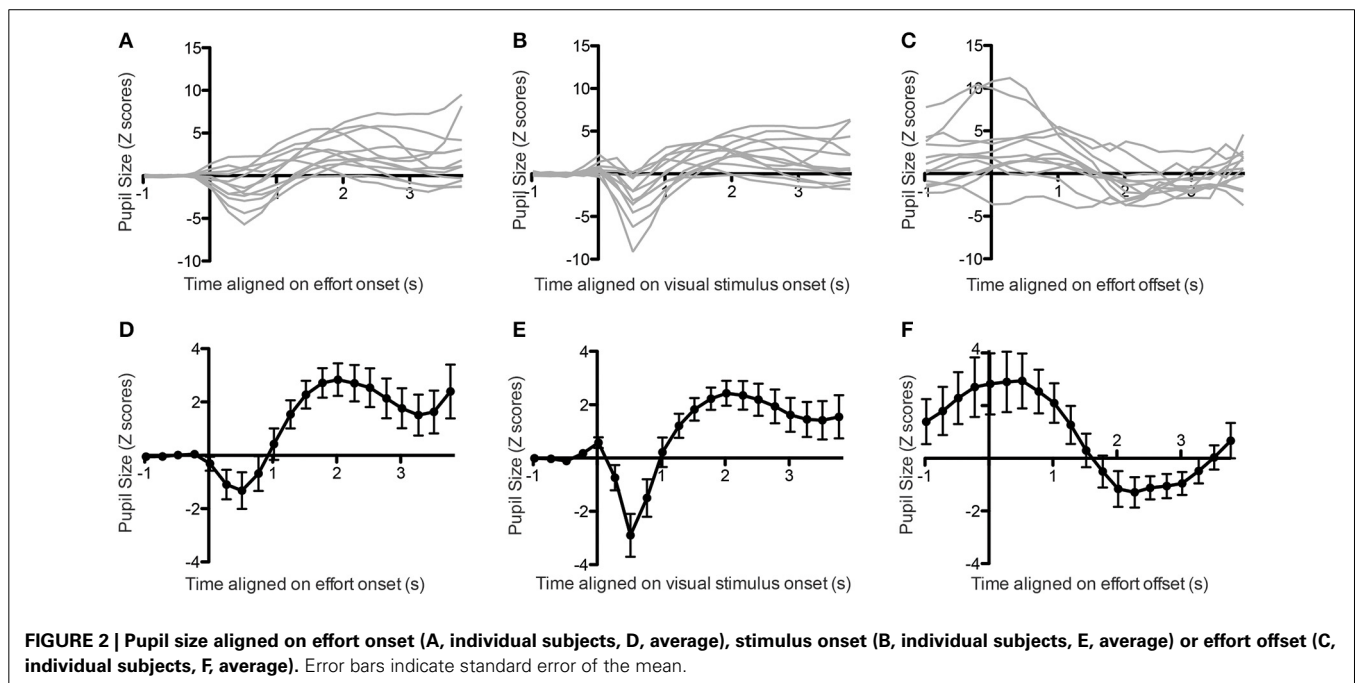 A
B
C
15
10
5
0
-5
-10
-1
1
2
3
Pupil Size (Z scores)
Time aligned on effort onset (s)
15
10
5
0
-5
-10
-1
1
2
3
Pupil Size (Z scores)
Time aligned on visual stimulus onset (s)
15
10
5
0
-5
-10
-1
1
2
3
Pupil Size (Z scores)
Time aligned on effort offset (s)
D
E
F
4
2
-2
-4
-1
1
2
3
Pupil Size (Z scores)
Time aligned on effort onset (s)
4
2
-2
-4
-1
1
2
3
Pupil Size (Z scores)
Time aligned on visual stimulus onset (s)
4
-2
-4
-1
1
2
3
Pupil Size (Z scores)
Time aligned on effort offset (s)
FIGURE 2 | Pupil size aligned on effort onset (A, individual subjects, D, average), stimulus onset (B, individual subjects, E, average) or effort offset (C,
individual subjects, F, average). Error bars indicate standard error of the mean.